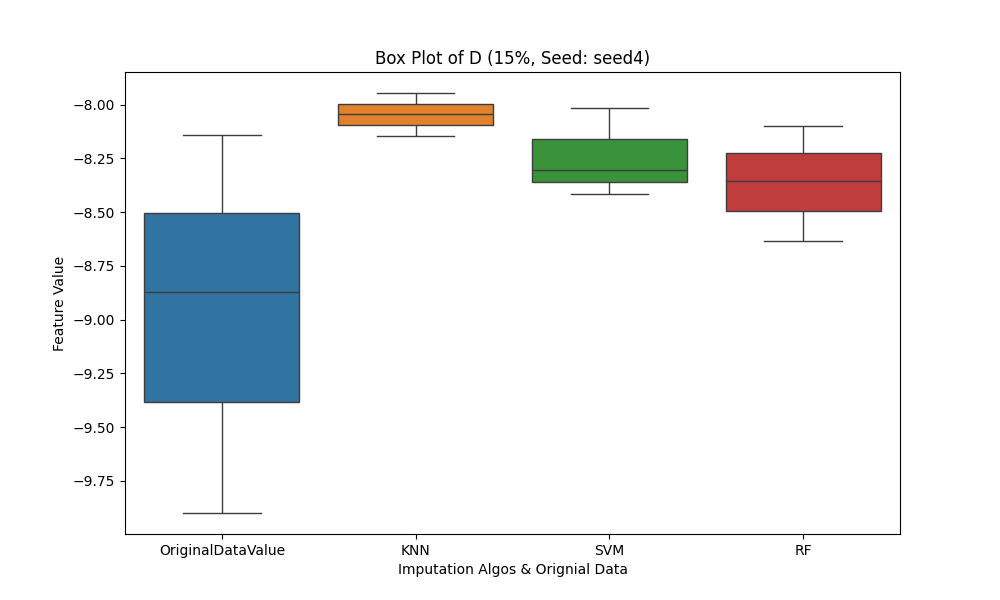 Box Plot of D (15%, Seed: seed4)
Feature Value
−8.00
−8.25
−8.50
−8.75
−9.00
−9.25
−9.50
−9.75
OriginalDataValue KNN SVM RF
Imputation Algos & Orignial Data